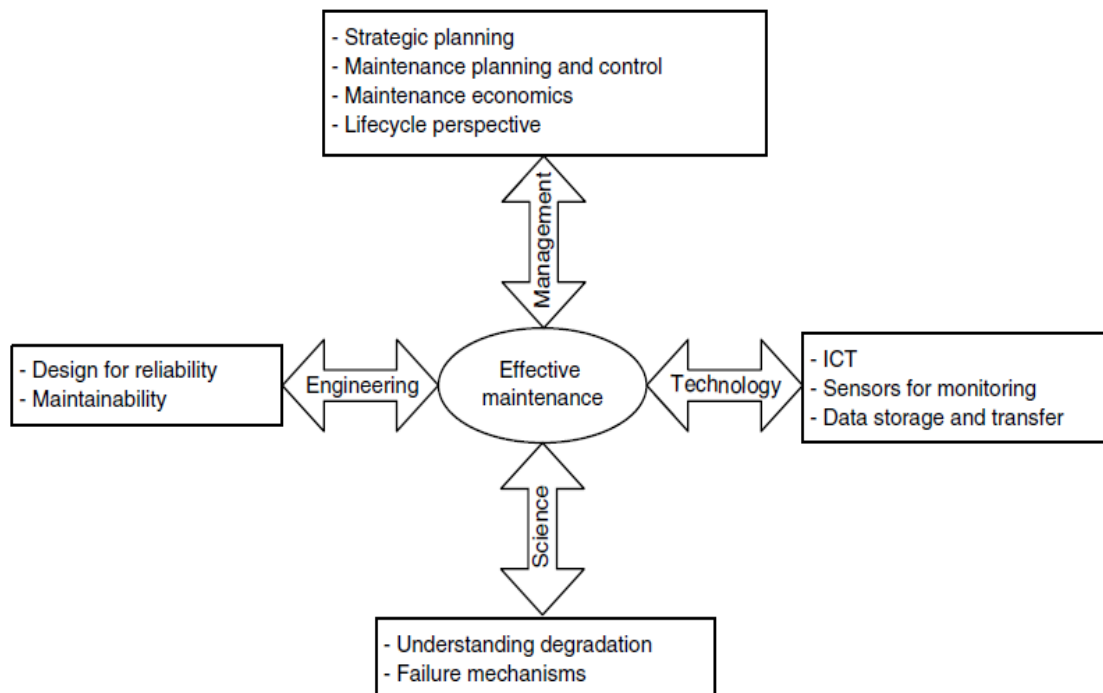 - Strategic planning
- Maintenance planning and control
- Maintenance economics
- Lifecycle perspective
Management
- Design for reliability
- Maintainability
Engineering
Effective
maintenance
Technology
- ICT
- Sensors for monitoring
- Data storage and transfer
Science
- Understanding degradation
- Failure mechanisms